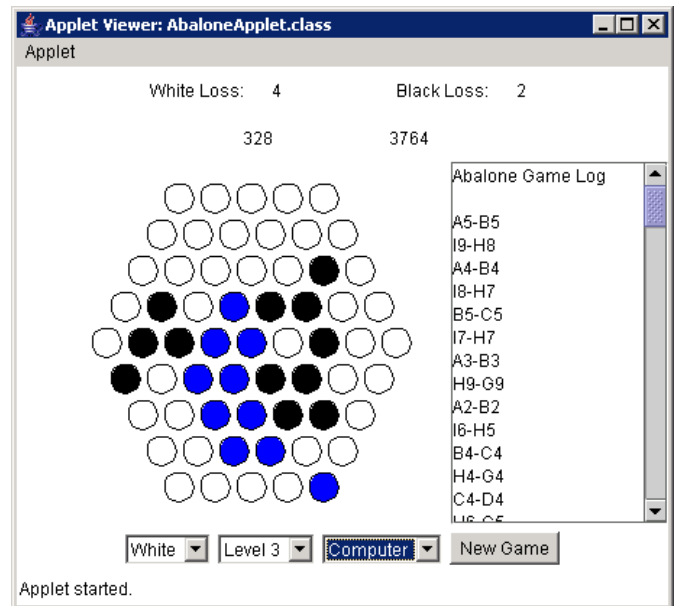 Applet Viewer: AbaloneApplet.class
Applet
White Loss: 4 Black Loss: 2
328 3764
Abalone Game Log
A5-B5
I9-H8
A4-B4
I8-H7
B5-C5
I7-H7
A3-B3
H9-G9
A2-B2
I6-H5
B4-C4
H4-G4
C4-D4
White Level 3 Computer New Game
Applet started.